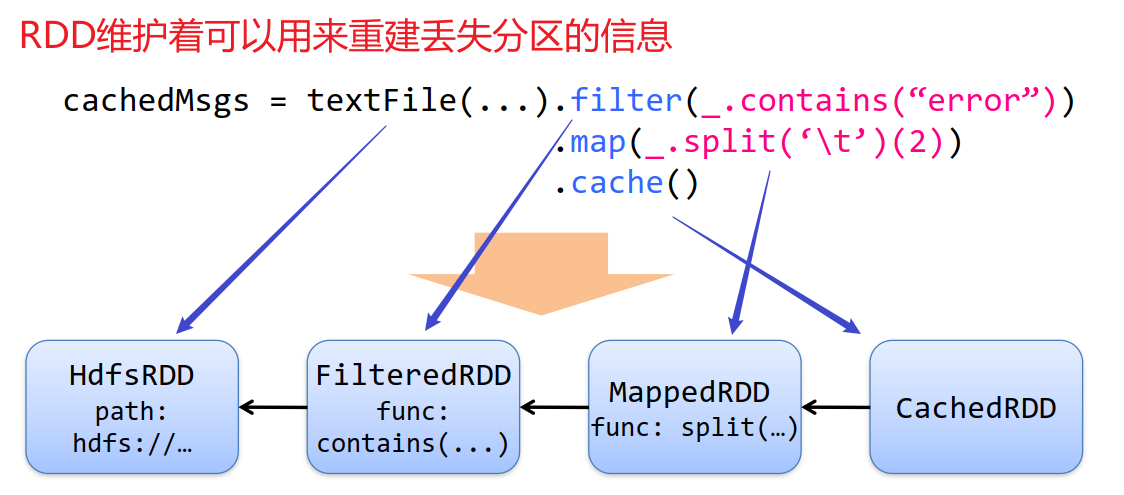 RDD维护着可以用来重建丢失分区的信息
cachedMsgs = textFile(...).filter(_.contains(“error”))
.map(_.split(‘\t’)(2))
.cache()
HdfsRDD
path:
hdfs://…
FilteredRDD
func:
contains(...)
MappedRDD
func: split(…)
CachedRDD